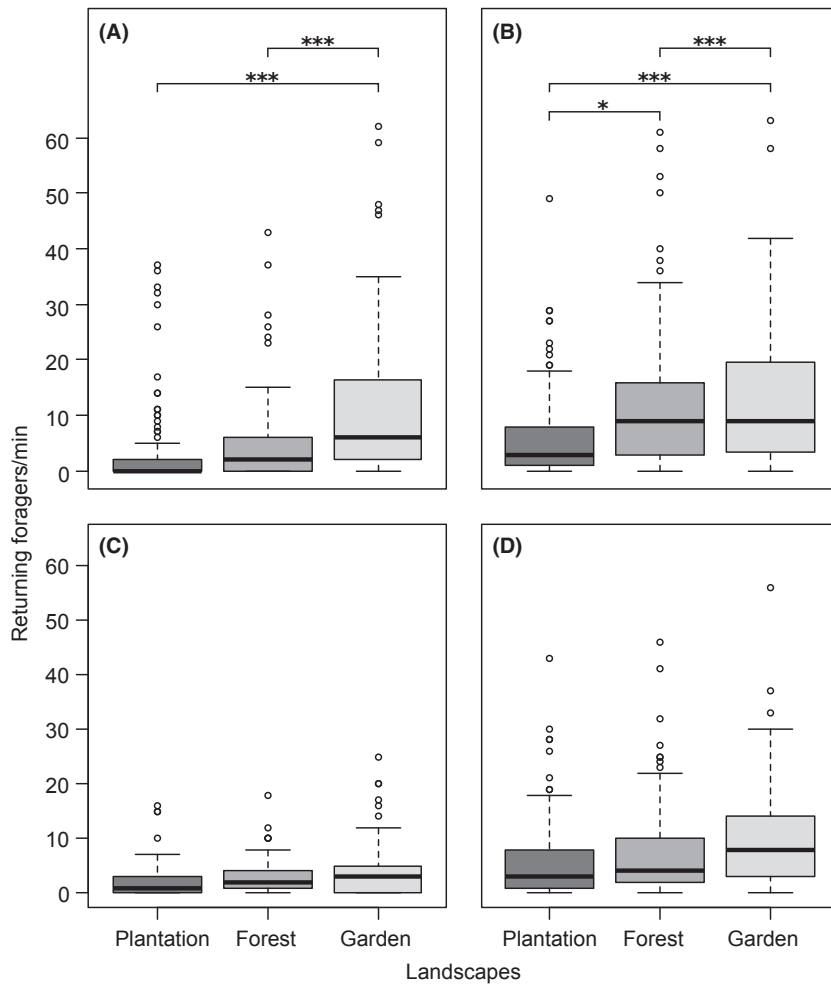 (A)
***
***
(B)
***
***
*
60
50
40
30
20
10
0
(C)
(D)
60
50
40
30
20
10
0
Returning foragers/min
Plantation Forest Garden
Plantation Forest Garden
Landscapes